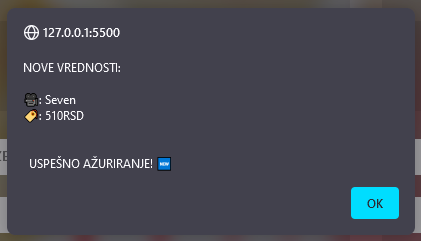 127.0.0.1:5500
NOVE VREDNOSTI:
🎥: Seven
🏷️: 510RSD
USPEŠNO AŽURIRANJE! 🆕
OK